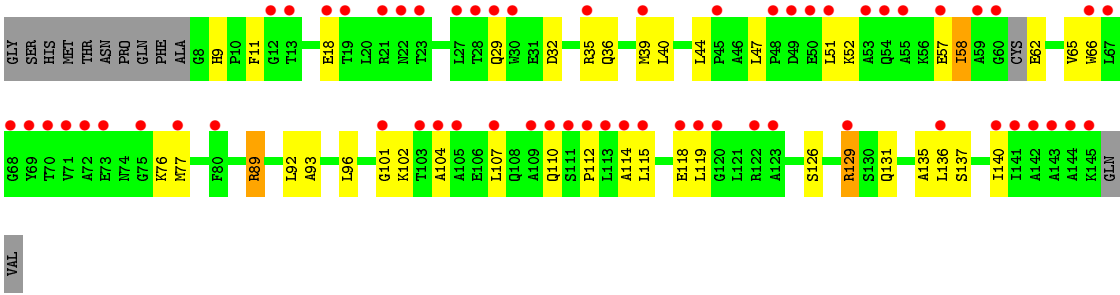 GLY SER HIS MET THR ASN PRO GLN PHE ALA G8 H9 P10 F11 G12 T13 E18 T19 L20 R21 N22 T23 L27 T28 Q29 W30 E31 D32 R35 Q36 M39 L40 L44 P45 A46 L47 P48 D49 E50 L51 K52 A53 Q54 A55 K56 E57 I58 A59 G60 CYS E62 V65 W66 L67
G68 Y69 T70 V71 A72 E73 N74 G75 K76 M77 F80 R89 L92 A93 L96 G101 K102 T103 A104 A105 E106 L107 Q108 A109 Q110 S111 P112 L113 A114 L115 E118 L119 G120 L121 R122 A123 S126 R129 S130 Q131 A135 L136 S137 I140 I141 A142 A143 A144 K145 GLN
VAL